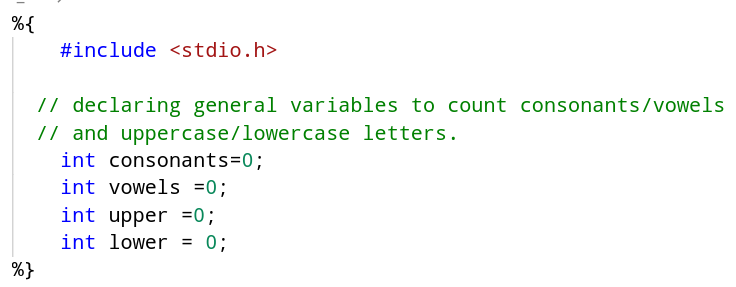 %{
#include <stdio.h>
// declaring general variables to count consonants/vowels
// and uppercase/lowercase letters.
int consonants=0;
int vowels =0;
int upper =0;
int lower = 0;
%}